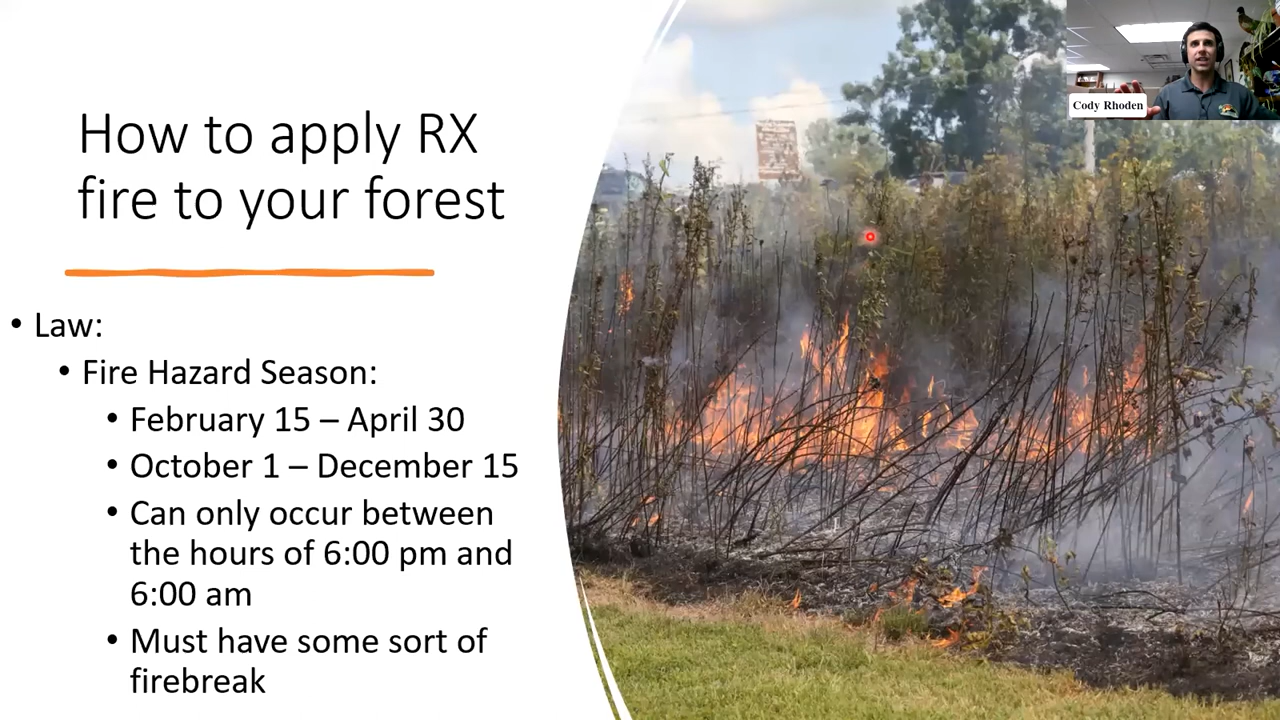 Cody Rhoden
How to apply RX
fire to your forest
• Law:
• Fire Hazard Season:
• February 15 – April 30
• October 1 – December 15
• Can only occur between
the hours of 6:00 pm and
6:00 am
• Must have some sort of
firebreak